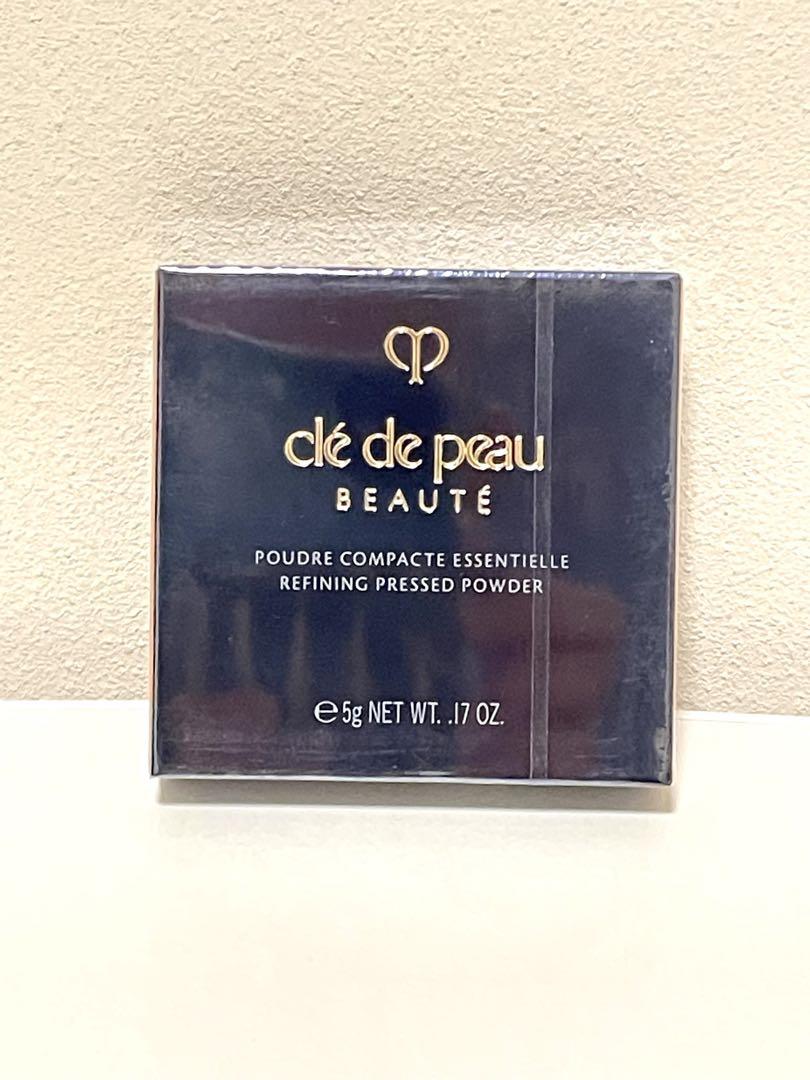 clé de peau
BEAUTÉ
POUDRE COMPACTE ESSENTIELLE
REFINING PRESSED POWDER
℮ 5g NET WT. .17 OZ.